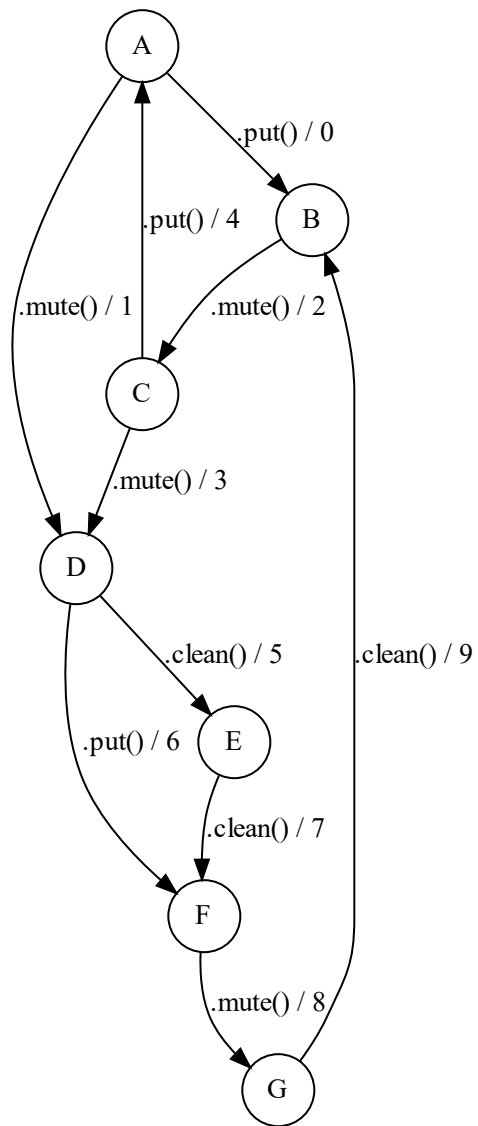 A
.put() / 0
B
.put() / 4
.mute() / 1
.mute() / 2
C
.mute() / 3
D
.clean() / 5
.clean() / 9
.put() / 6
E
.clean() / 7
F
.mute() / 8
G